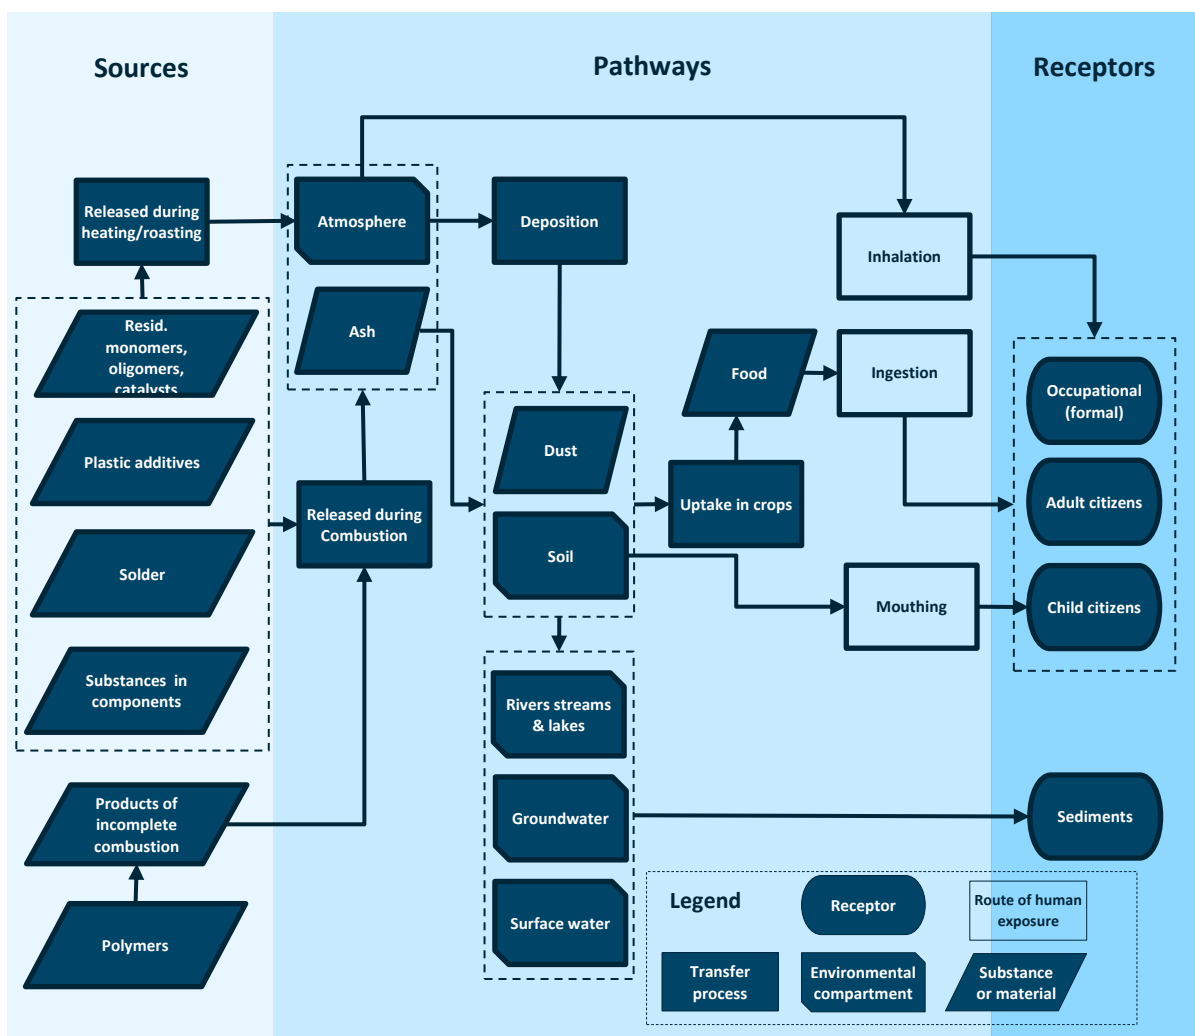 Sources
Pathways
Receptors
Released during
heating/roasting
Atmosphere
Deposition
Inhalation
Ash
Resid.
monomers,
oligomers,
catalysts
Food
Ingestion
Occupational
(formal)
Plastic additives
Dust
Released during
Combustion
Uptake in crops
Adult citizens
Solder
Soil
Mouthing
Child citizens
Substances in
components
Rivers streams
& lakes
Products of
incomplete
combustion
Groundwater
Sediments
Polymers
Surface water
Legend
Receptor
Route of human
exposure
Transfer
process
Environmental
compartment
Substance
or material